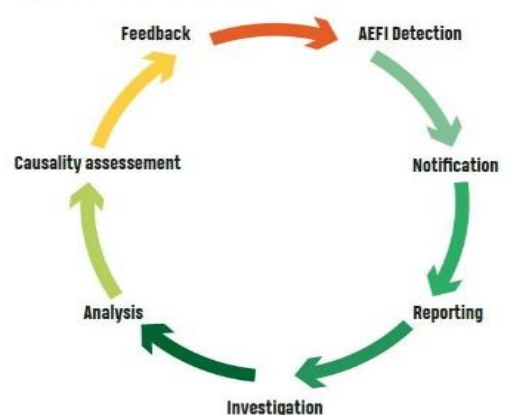 Feedback
AEFI Detection
Notification
Reporting
Investigation
Analysis
Causality assessement